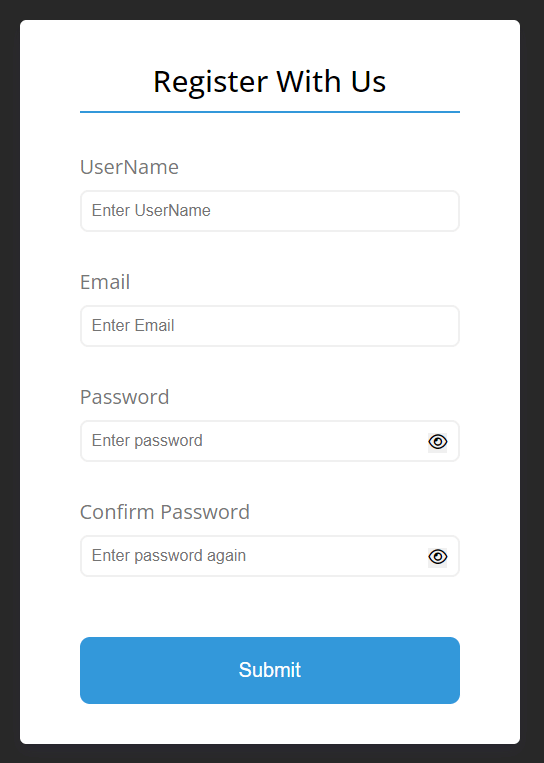 Register With Us
UserName
Enter UserName
Email
Enter Email
Password
Enter password
Confirm Password
Enter password again
Submit